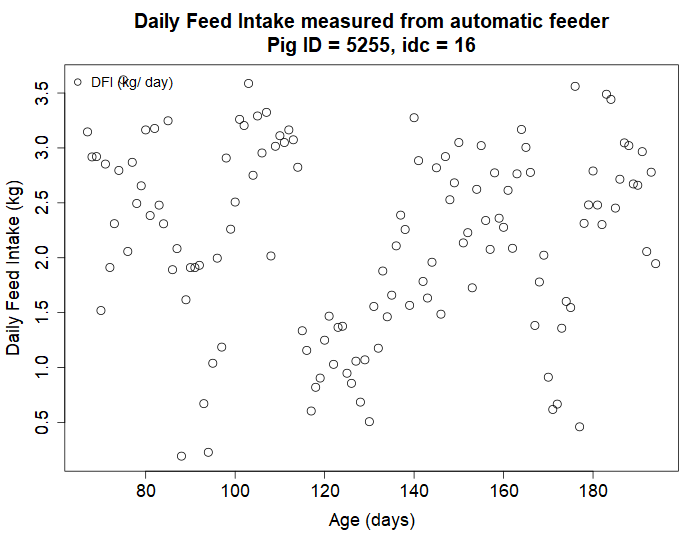 Daily Feed Intake measured from automatic feeder
Pig ID = 5255, idc = 16
DFI (kg/ day)
Daily Feed Intake (kg)
3.5
3.0
2.5
2.0
1.5
1.0
0.5
80 100 120 140 160 180
Age (days)